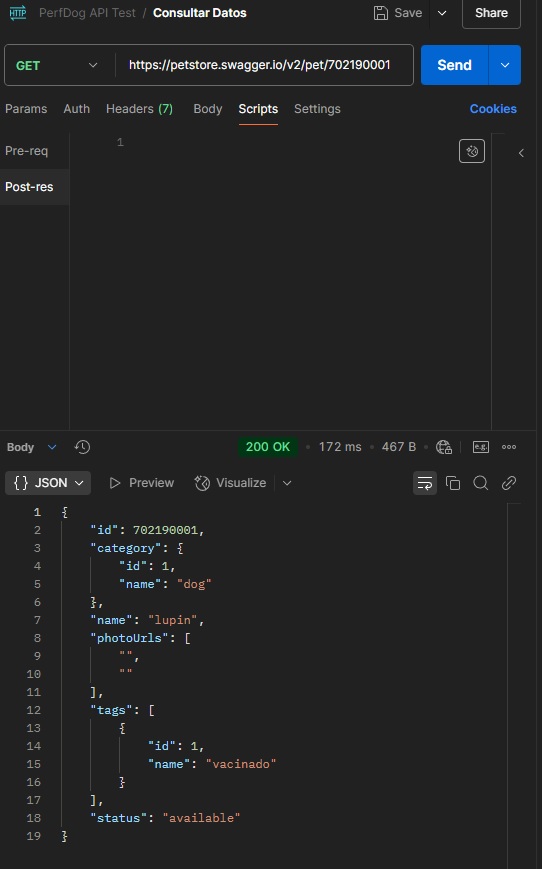 HTTP PerfDog API Test / Consultar Datos Save Share
GET https://petstore.swagger.io/v2/pet/702190001 Send
Params Auth Headers (7) Body Scripts Settings Cookies
Pre-req
Post-res
1
Body 200 OK 172 ms 467 B e.g.
{} JSON Preview Visualize
1 {
2 "id": 702190001,
3 "category": {
4 "id": 1,
5 "name": "dog"
6 },
7 "name": "lupin",
8 "photoUrls": [
9 "",
10 ""
11 ],
12 "tags": [
13 {
14 "id": 1,
15 "name": "vacinado"
16 }
17 ],
18 "status": "available"
19 }